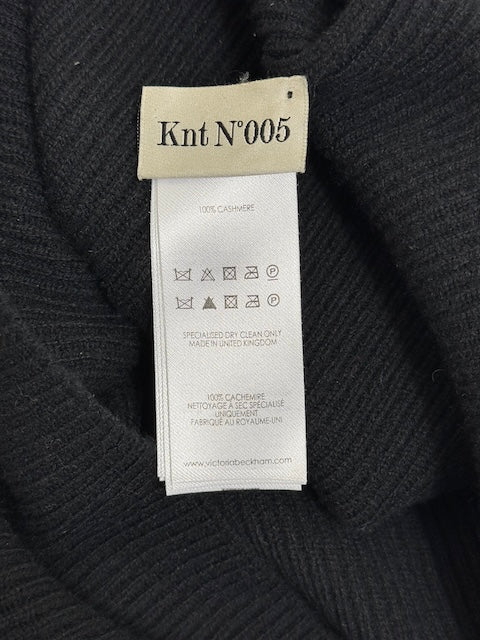 Knt Nº005
100% CASHMERE
P
P
SPECIALISED DRY CLEAN ONLY
MADE IN UNITED KINGDOM
100% CACHEMIRE
NETTOYAGE À SEC SPÉCIALISÉ
UNIQUEMENT
FABRIQUÉ AU ROYAUME-UNI
www.victoriabeckham.com